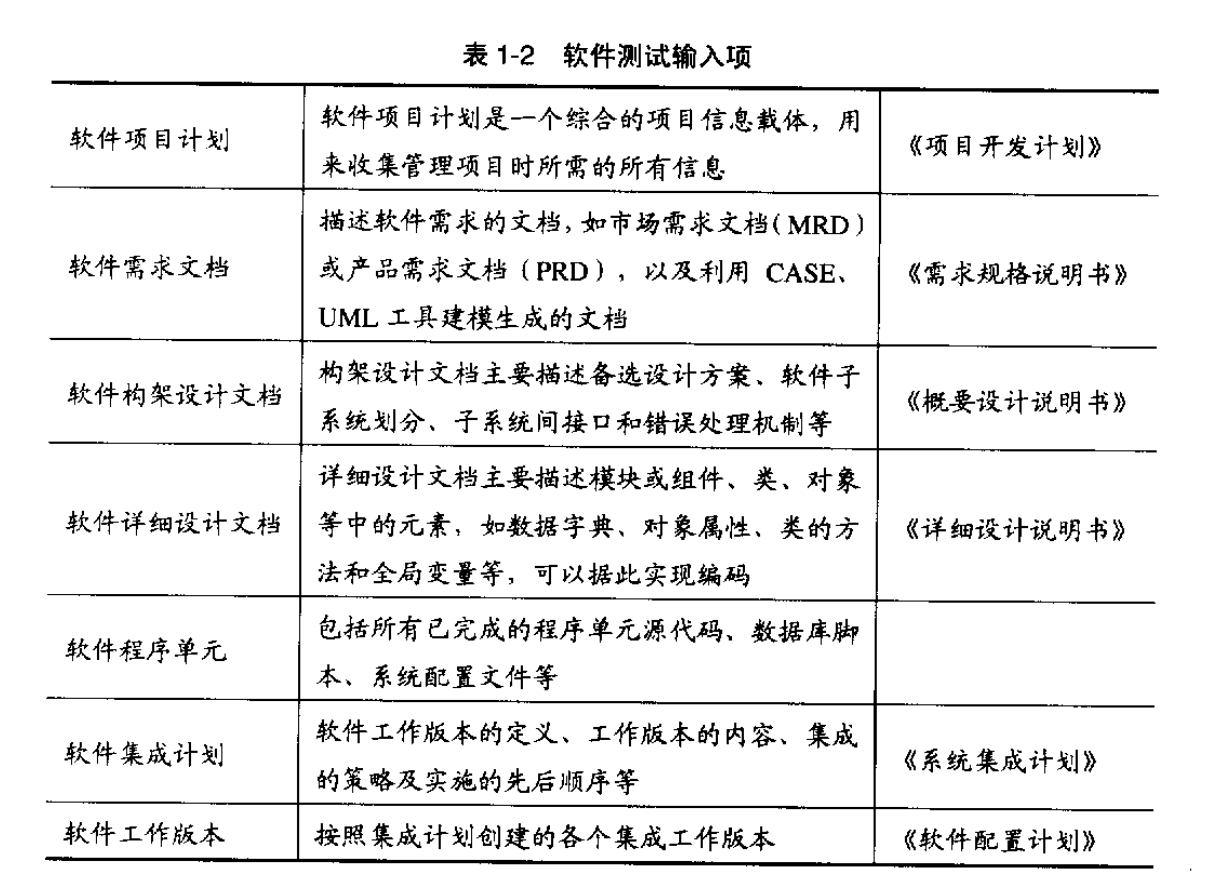 表 1-2 软件测试输入项
软件项目计划
软件项目计划是一个综合的项目信息载体，用
来收集管理项目时所需的所有信息
《项目开发计划》
软件需求文档
描述软件需求的文档，如市场需求文档（MRD）
或产品需求文档（PRD），以及利用 CASE、
UML 工具建模生成的文档
《需求规格说明书》
软件构架设计文档
构架设计文档主要描述备选设计方案、软件子
系统划分、子系统间接口和错误处理机制等
《概要设计说明书》
软件详细设计文档
详细设计文档主要描述模块或组件、类、对象
等中的元素，如数据字典、对象属性、类的方
法和全局变量等，可以据此实现编码
《详细设计说明书》
软件程序单元
包括所有已完成的程序单元源代码、数据库脚
本、系统配置文件等
软件集成计划
软件工作版本的定义、工作版本的内容、集成
的策略及实施的先后顺序等
《系统集成计划》
软件工作版本
按照集成计划创建的各个集成工作版本
《软件配置计划》